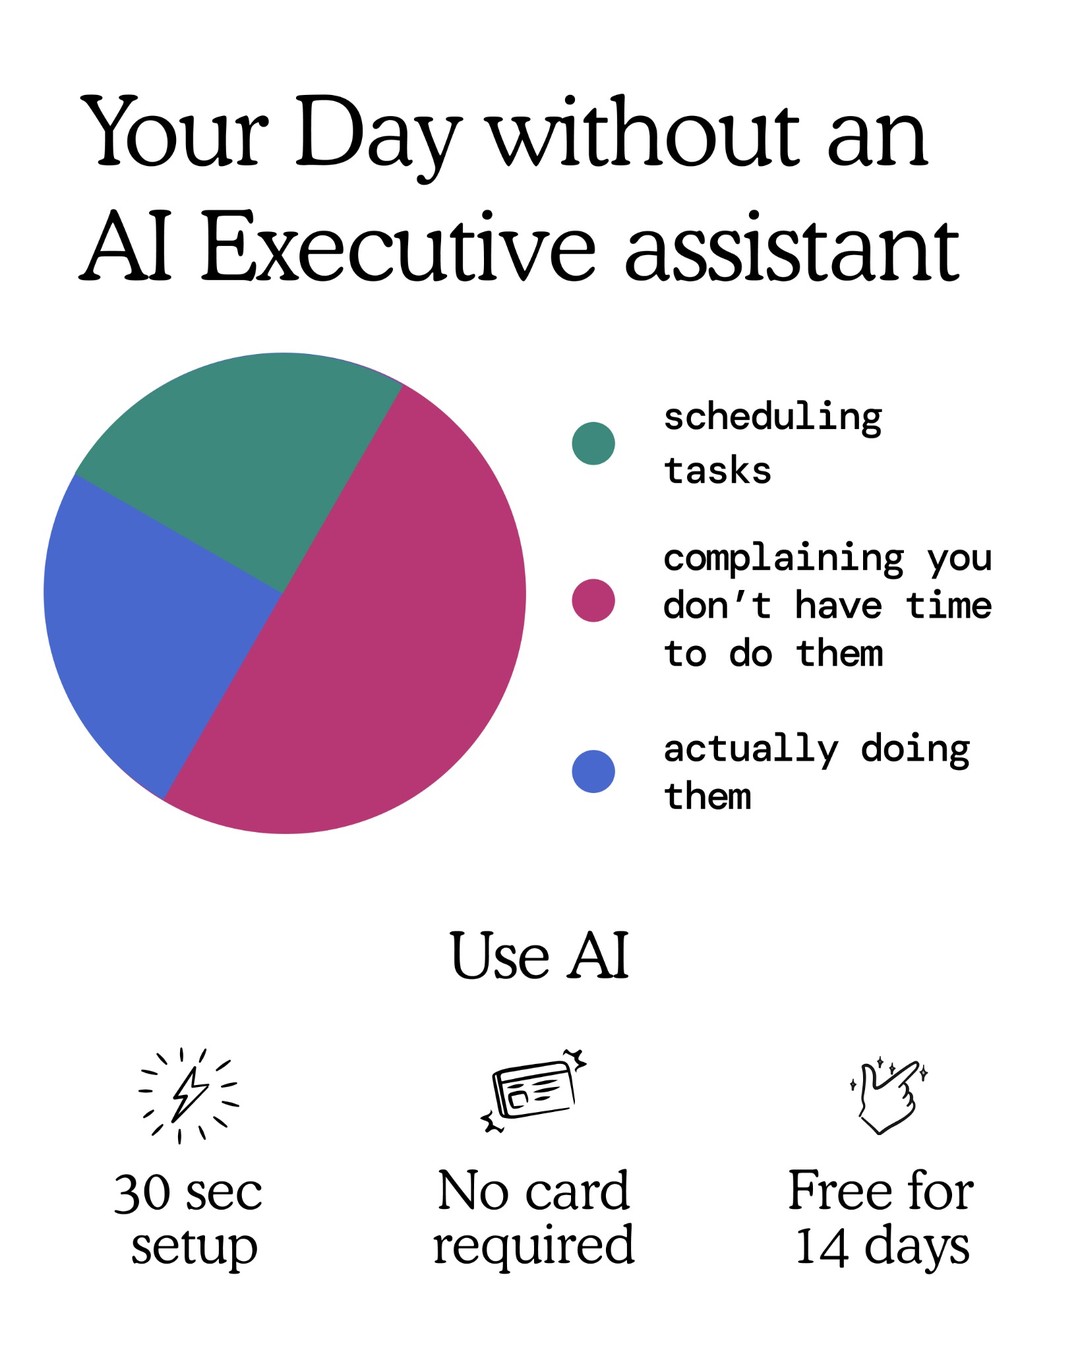 Your Day without an
AI Executive assistant
scheduling
tasks
complaining you
don’t have time
to do them
actually doing
them
Use AI
30 sec
setup
No card
required
Free for
14 days